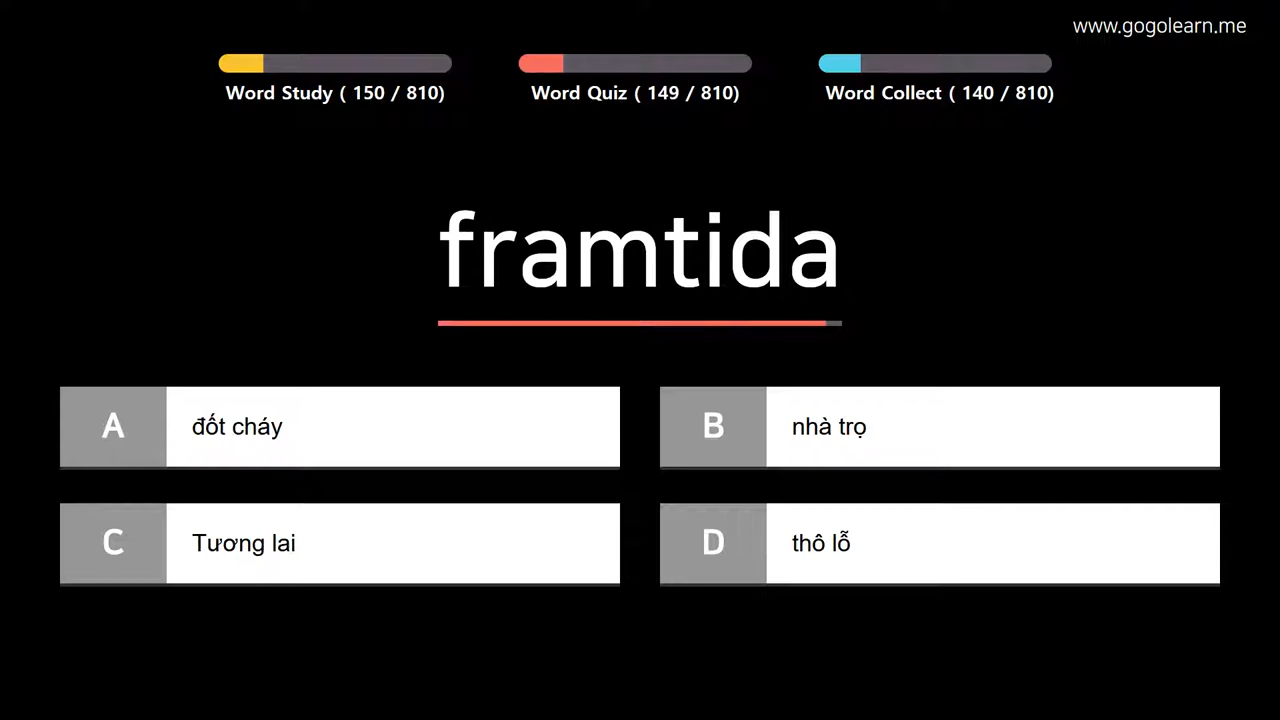 www.gogolearn.me
Word Study ( 150 / 810)
Word Quiz ( 149 / 810)
Word Collect ( 140 / 810)
framtida
A đốt cháy
B nhà trọ
C Tương lai
D thô lỗ